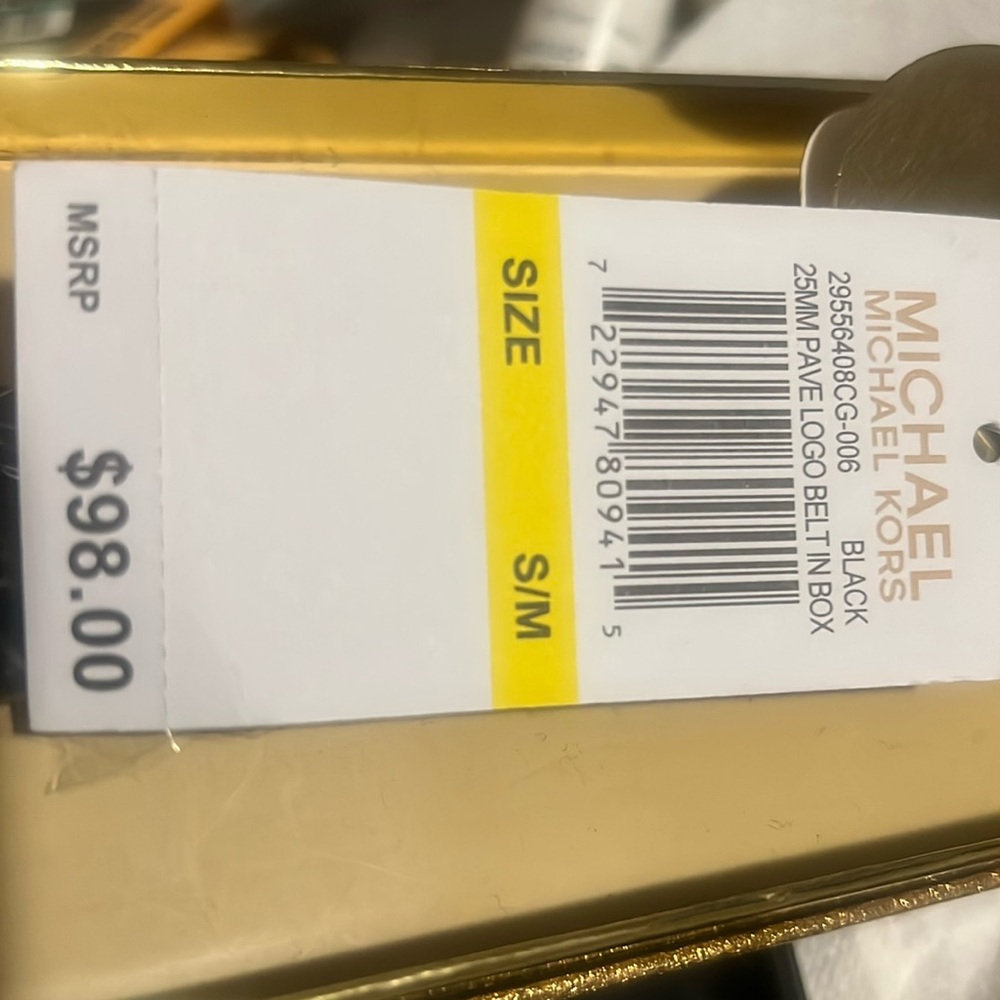 MICHAEL
MICHAEL KORS
29556408CG-006 BLACK
25MM PAVE LOGO BELT IN BOX
7 22947 80941 5
SIZE S/M
MSRP $98.00